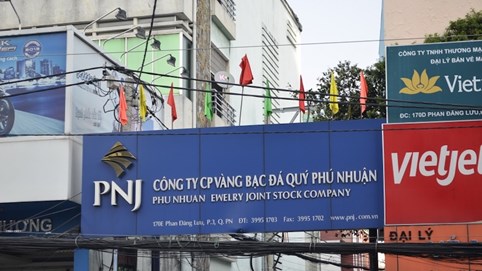 PNJ
CÔNG TY CP VÀNG BẠC ĐÁ QUÝ PHÚ NHUẬN
PHU NHUAN EWELRY JOINT STOCK COMPANY
170E Phan Đăng Lưu, P.3, Q. PN ĐT: 3995 1703 Fax: 3995 1702 www.pnj.com.vn
CÔNG TY TNHH THƯƠNG MẠ
ĐẠI LÝ BÁN VÉ MÁ
Viet
ĐC: 170D PHAN ĐĂNG LƯU,
vietjet
ĐẠI LÝ
ƯƠNG